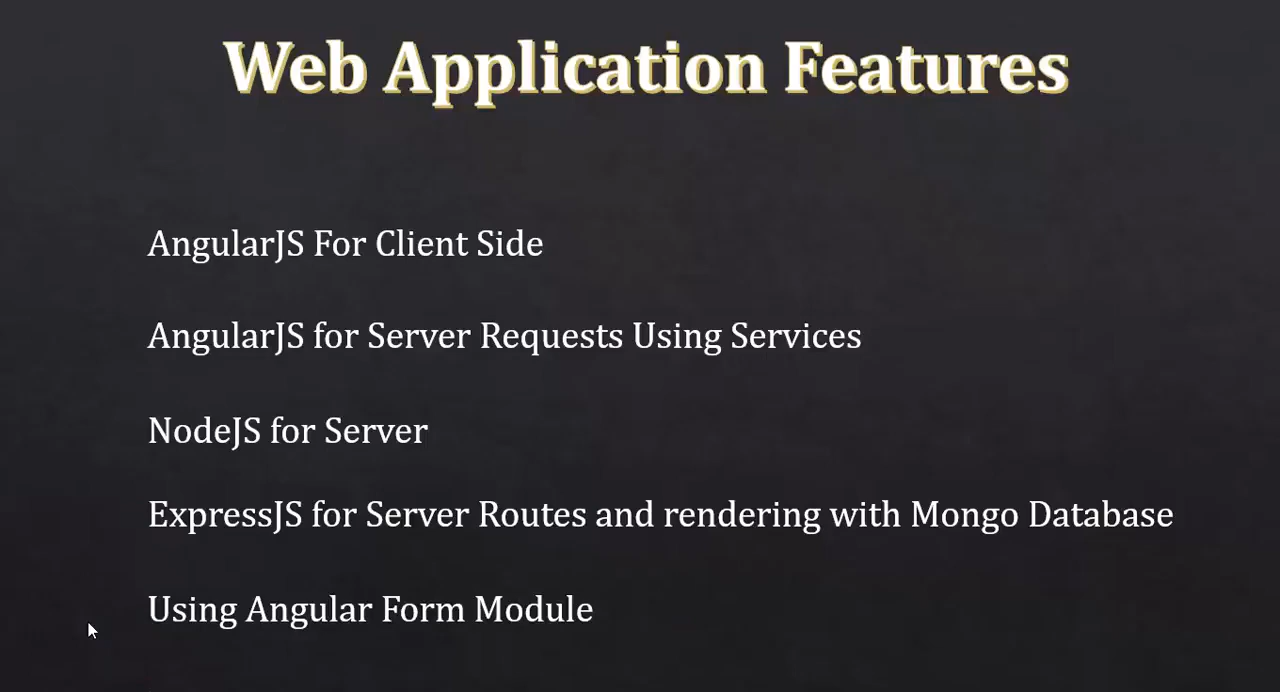 Web Application Features
AngularJS For Client Side
AngularJS for Server Requests Using Services
NodeJS for Server
ExpressJS for Server Routes and rendering with Mongo Database
Using Angular Form Module